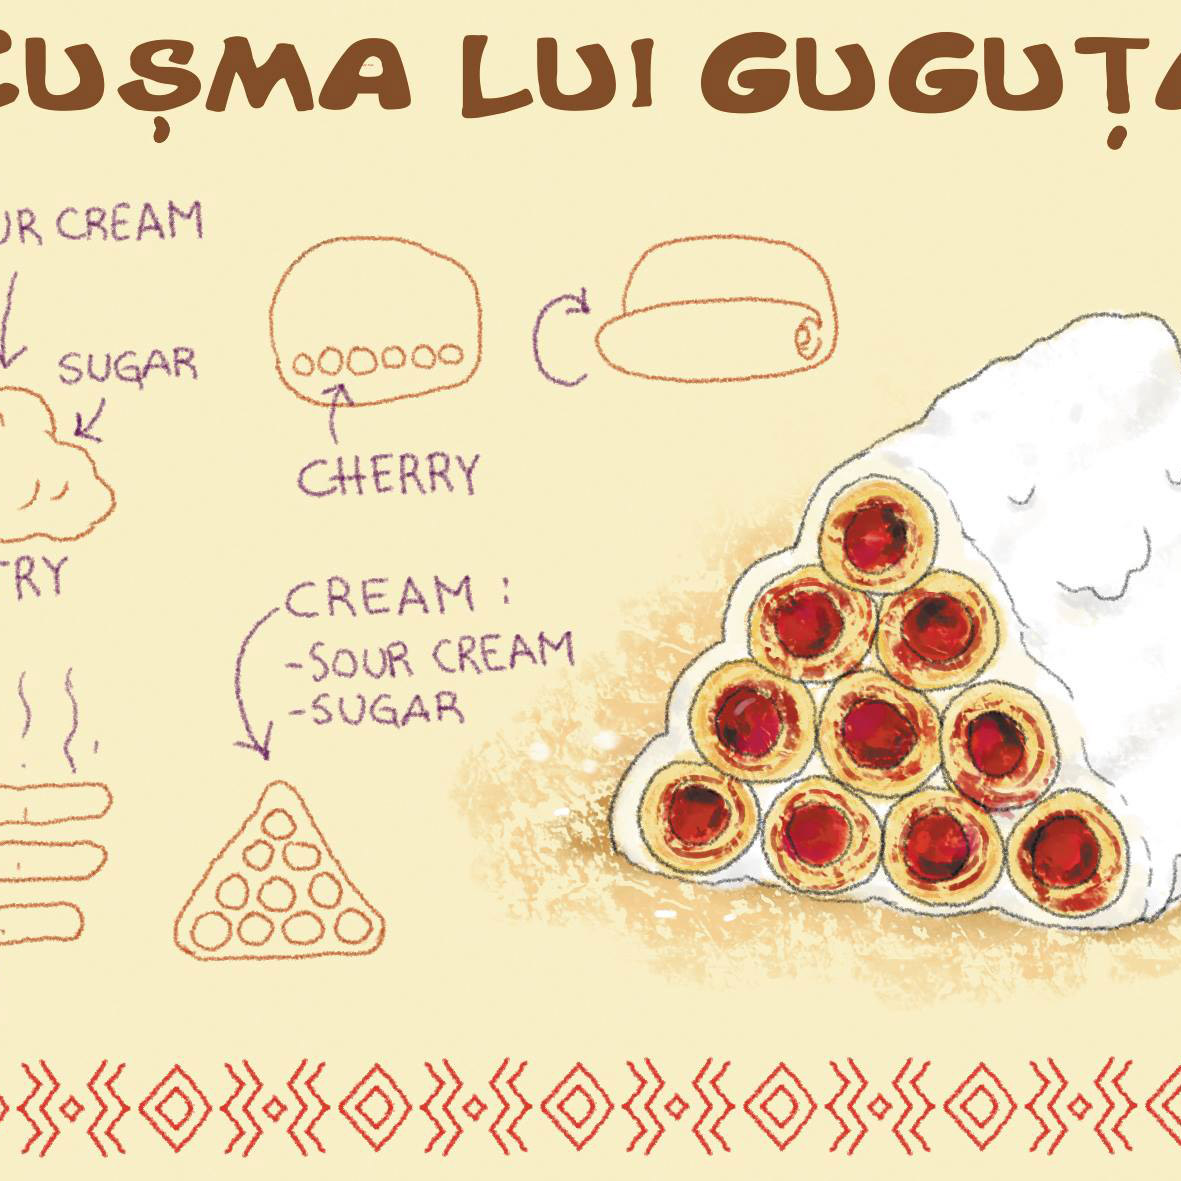 CUȘMA LUI GUGUȚA
UR CREAM
SUGAR
TRY
CHERRY
CREAM :
-SOUR CREAM
-SUGAR